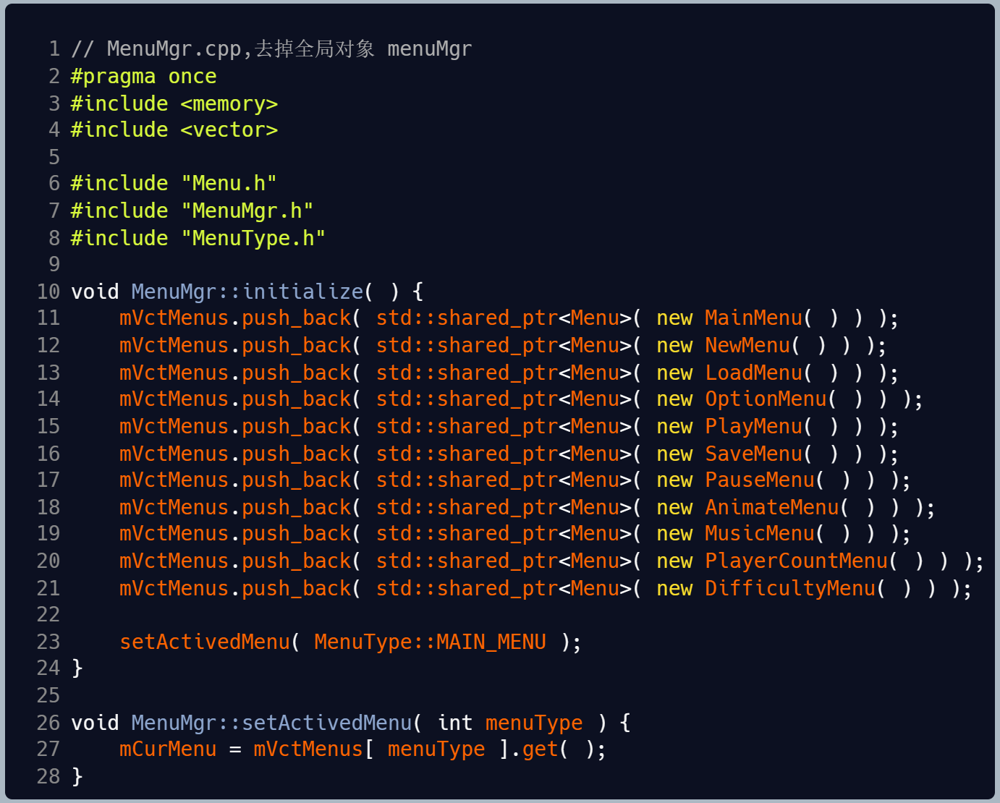 1 // MenuMgr.cpp,去掉全局对象 menuMgr
2 #pragma once
3 #include <memory>
4 #include <vector>
5
6 #include "Menu.h"
7 #include "MenuMgr.h"
8 #include "MenuType.h"
9
10 void MenuMgr::initialize( ) {
11     mVctMenus.push_back( std::shared_ptr<Menu>( new MainMenu( ) ) );
12     mVctMenus.push_back( std::shared_ptr<Menu>( new NewMenu( ) ) );
13     mVctMenus.push_back( std::shared_ptr<Menu>( new LoadMenu( ) ) );
14     mVctMenus.push_back( std::shared_ptr<Menu>( new OptionMenu( ) ) );
15     mVctMenus.push_back( std::shared_ptr<Menu>( new PlayMenu( ) ) );
16     mVctMenus.push_back( std::shared_ptr<Menu>( new SaveMenu( ) ) );
17     mVctMenus.push_back( std::shared_ptr<Menu>( new PauseMenu( ) ) );
18     mVctMenus.push_back( std::shared_ptr<Menu>( new AnimateMenu( ) ) );
19     mVctMenus.push_back( std::shared_ptr<Menu>( new MusicMenu( ) ) );
20     mVctMenus.push_back( std::shared_ptr<Menu>( new PlayerCountMenu( ) ) );
21     mVctMenus.push_back( std::shared_ptr<Menu>( new DifficultyMenu( ) ) );
22
23     setActivedMenu( MenuType::MAIN_MENU );
24 }
25
26 void MenuMgr::setActivedMenu( int menuType ) {
27     mCurMenu = mVctMenus[ menuType ].get( );
28 }